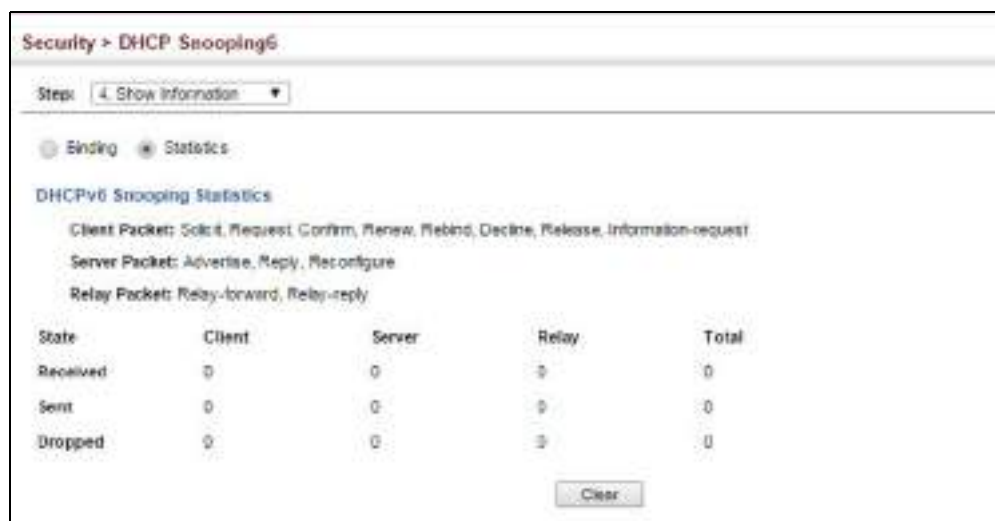 Security > DHCP Snooping6
Step: 4. Show Information
Binding Statistics
DHCPv6 Snooping Statistics
Client Packet: Solicit, Request, Confirm, Renew, Rebind, Decline, Release, Information-request
Server Packet: Advertise, Reply, Reconfigure
Relay Packet: Relay-forward, Relay-reply
State Client Server Relay Total
Received 0 0 0 0
Sent 0 0 0 0
Dropped 0 0 0 0
Clear